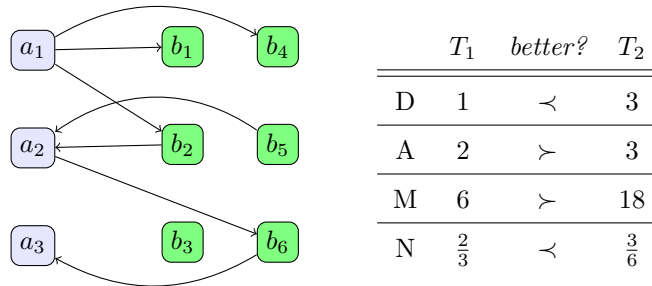 a₁ b₁ b₄
a₂ b₂ b₅
a₃ b₃ b₆
T₁ better? T₂
D 1 ≺ 3
A 2 ≻ 3
M 6 ≻ 18
N 2/3 ≺ 3/6